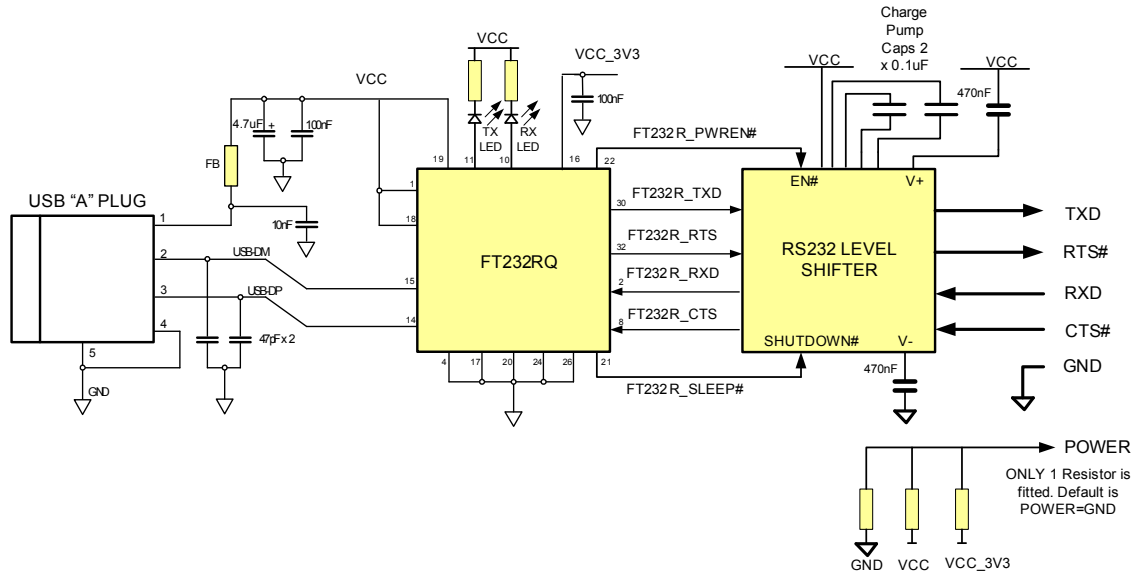 Charge
Pump
Caps 2
x 0.1uF
VCC
VCC
VCC_3V3
VCC
VCC
470nF
VCC
4.7uF
+
100nF
100nF
TX
LED
RX
LED
FT232R_PWREN#
FB
19
11
10
16
22
EN#
V+
USB "A" PLUG
1
1
30
FT232R_TXD
TXD
10nF
18
32
FT232R_RTS
RTS#
2
USB-DM
FT232RQ
RS232 LEVEL
SHIFTER
15
2
FT232R_RXD
RXD
3
USB-DP
14
8
FT232R_CTS
CTS#
4
47pF x 2
SHUTDOWN#
V-
5
4
17
20
24
26
21
GND
470nF
GND
FT232R_SLEEP#
POWER
ONLY 1 Resistor is
fitted. Default is
POWER=GND
GND
VCC
VCC_3V3